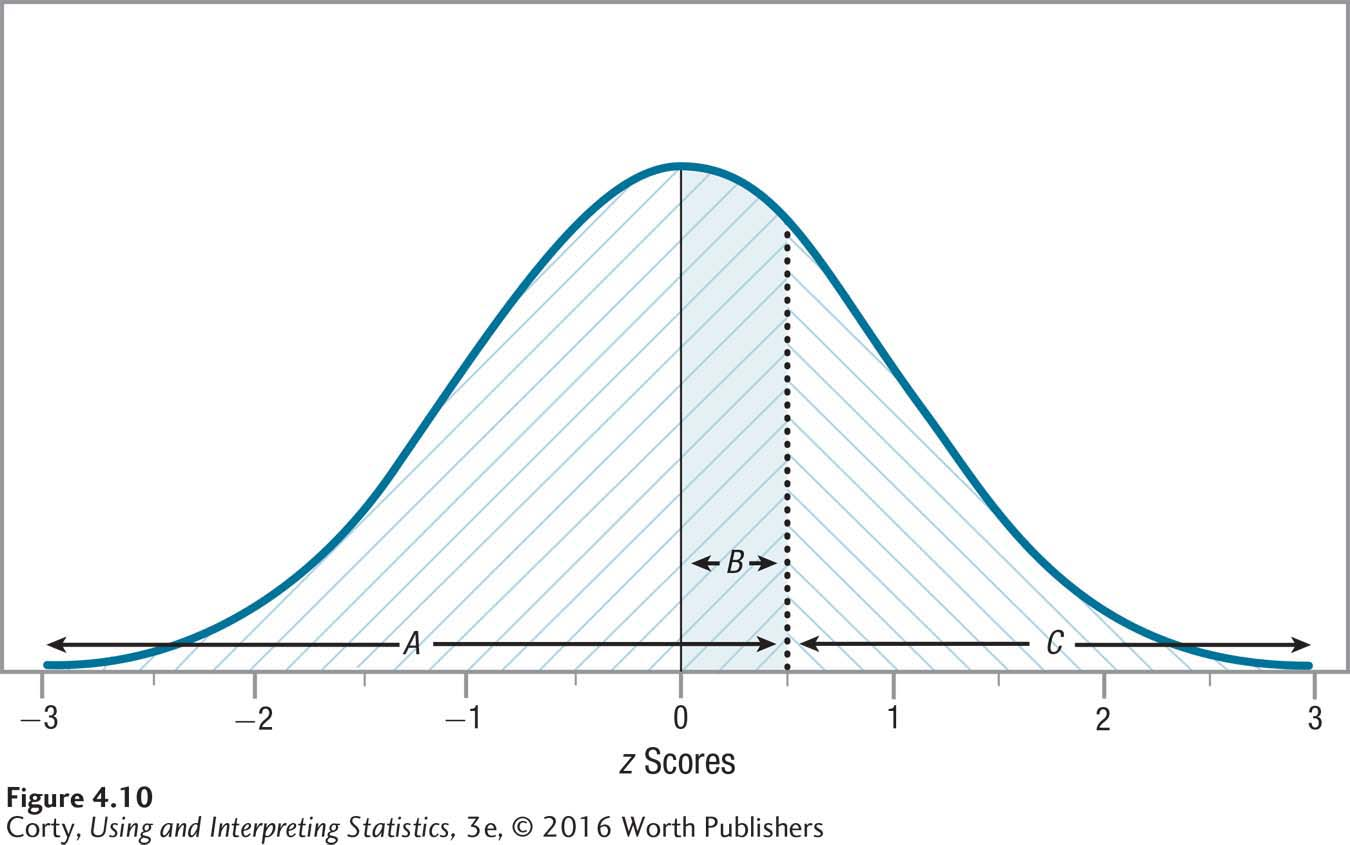 B
A
C
−3 −2 −1 0 1 2 3
z Scores
Figure 4.10
Corty, Using and Interpreting Statistics, 3e, © 2016 Worth Publishers